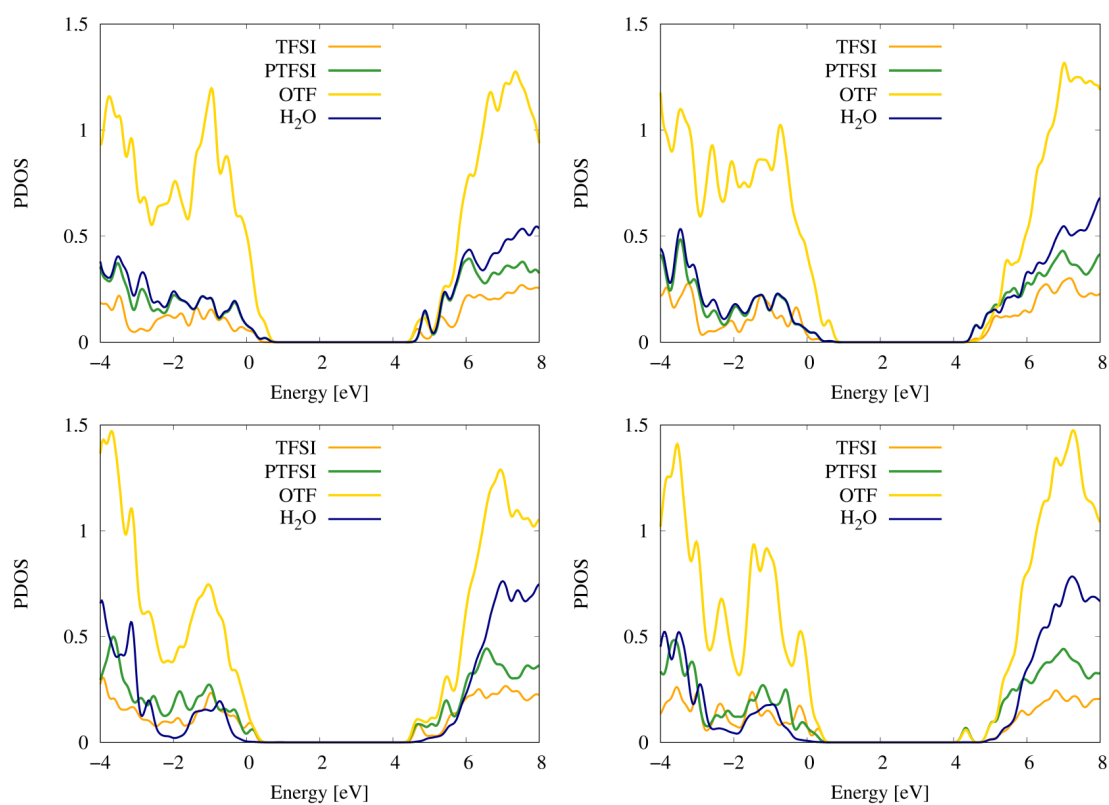 1.5
1
0.5
0
PDOS
TFSI
PTFSI
OTF
H₂O
−4
−2
0
2
4
6
8
Energy [eV]
1.5
1
0.5
0
PDOS
TFSI
PTFSI
OTF
H₂O
−4
−2
0
2
4
6
8
Energy [eV]
1.5
1
0.5
0
PDOS
TFSI
PTFSI
OTF
H₂O
−4
−2
0
2
4
6
8
Energy [eV]
1.5
1
0.5
0
PDOS
TFSI
PTFSI
OTF
H₂O
−4
−2
0
2
4
6
8
Energy [eV]